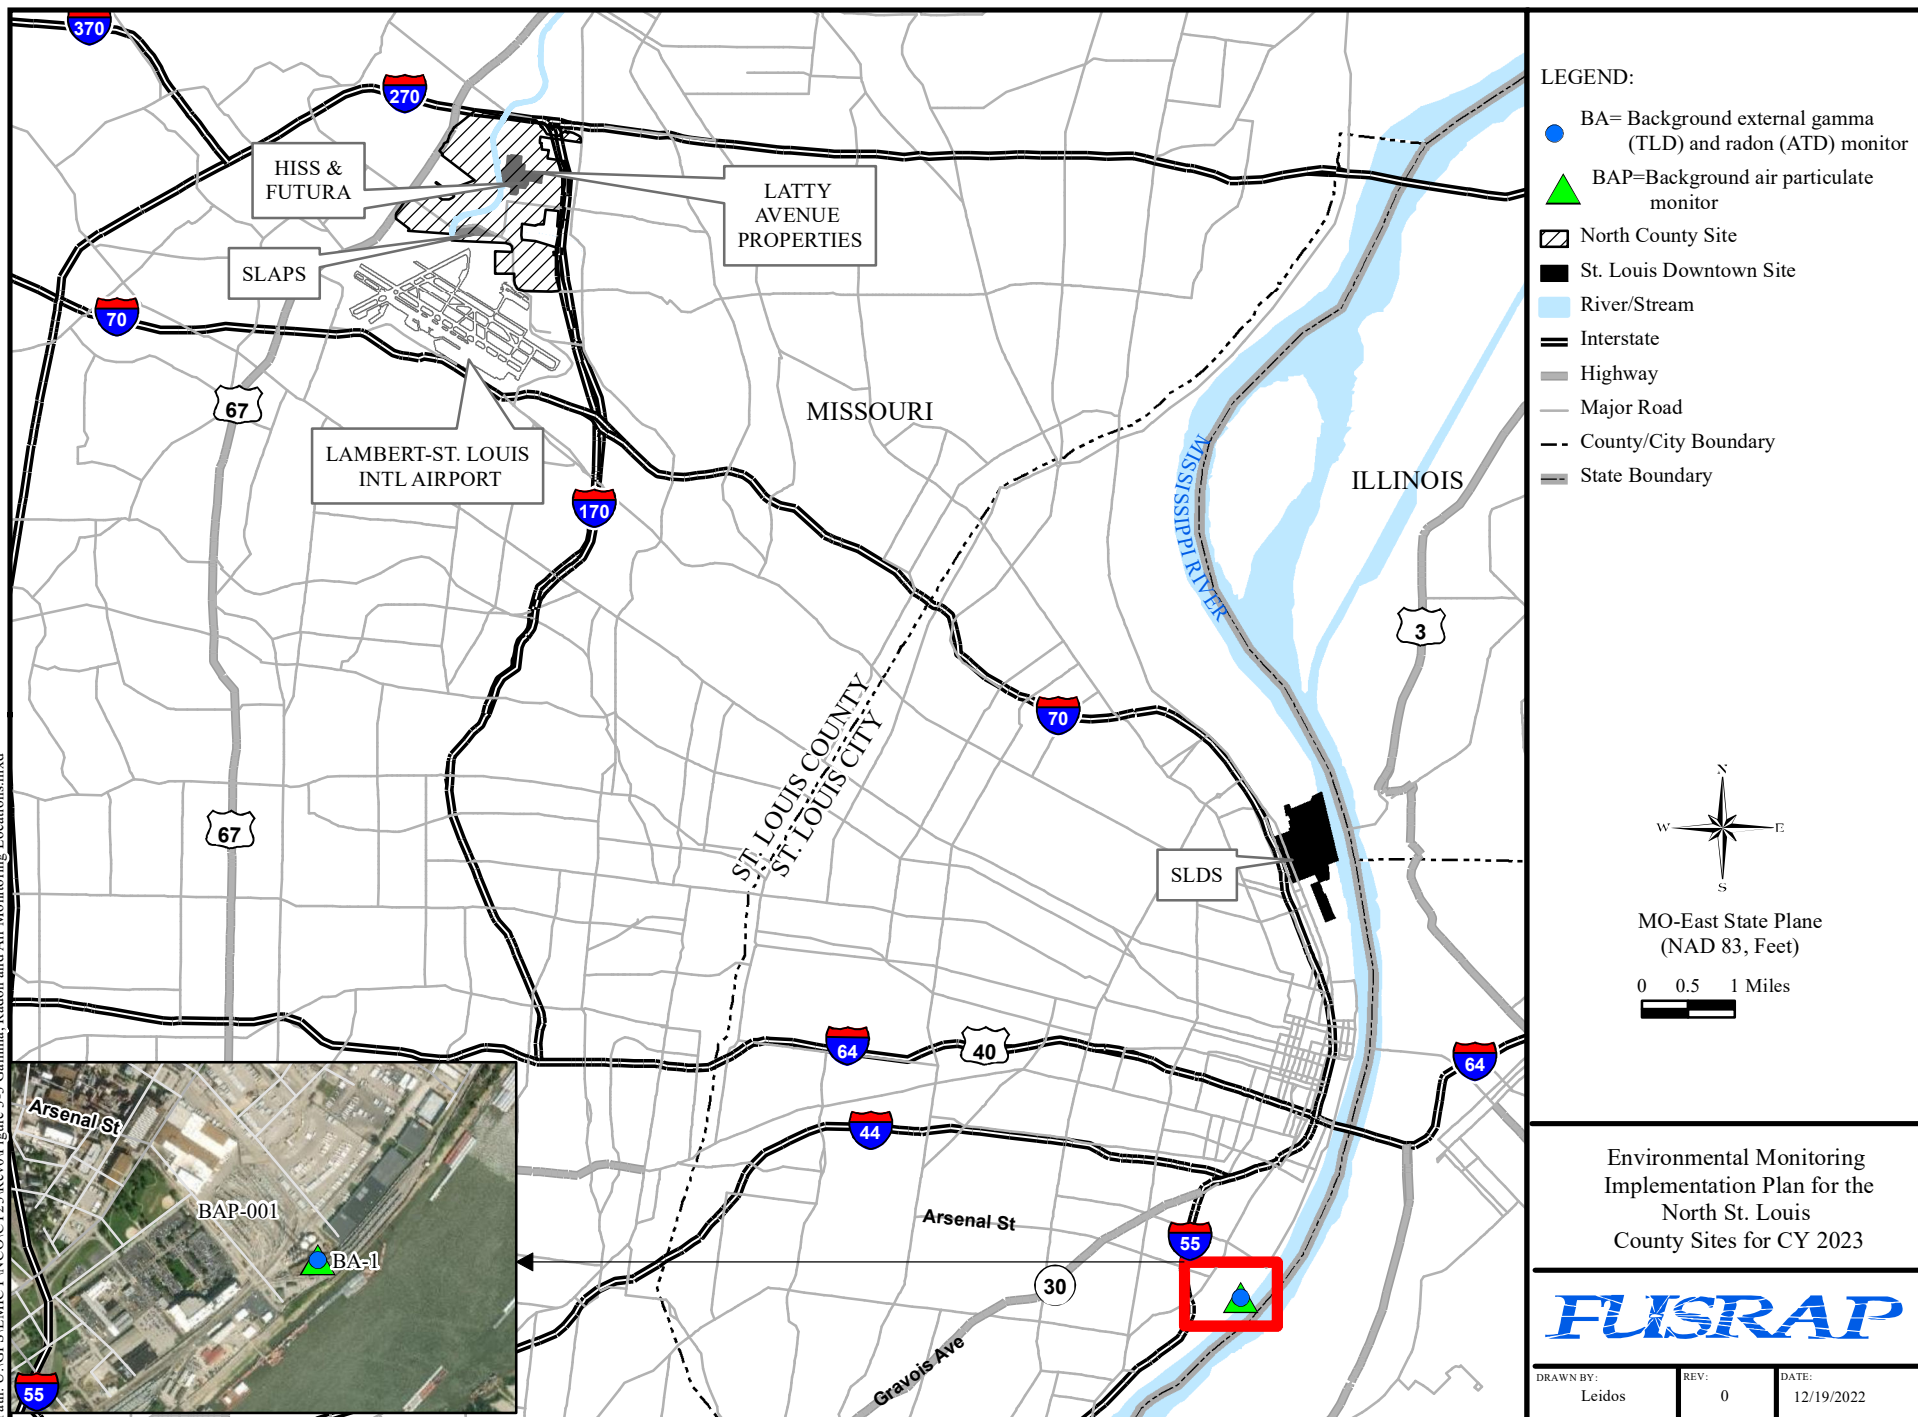 370
270
HISS &
FUTURA
LATTY
AVENUE
PROPERTIES
SLAPS
70
67
LAMBERT-ST. LOUIS
INTL AIRPORT
170
MISSOURI
ILLINOIS
MISSISSIPPI RIVER
3
70
ST. LOUIS COUNTY
ST. LOUIS CITY
67
SLDS
64
40
64
44
Arsenal St
55
30
Gravois Ave
Arsenal St
BAP-001
BA-1
55
LEGEND:
BA= Background external gamma
(TLD) and radon (ATD) monitor
BAP=Background air particulate
monitor
North County Site
St. Louis Downtown Site
River/Stream
Interstate
Highway
Major Road
County/City Boundary
State Boundary
N
W E
S
MO-East State Plane
(NAD 83, Feet)
0 0.5 1 Miles
Environmental Monitoring
Implementation Plan for the
North St. Louis
County Sites for CY 2023
FUSRAP
DRAWN BY:
Leidos
REV:
0
DATE:
12/19/2022